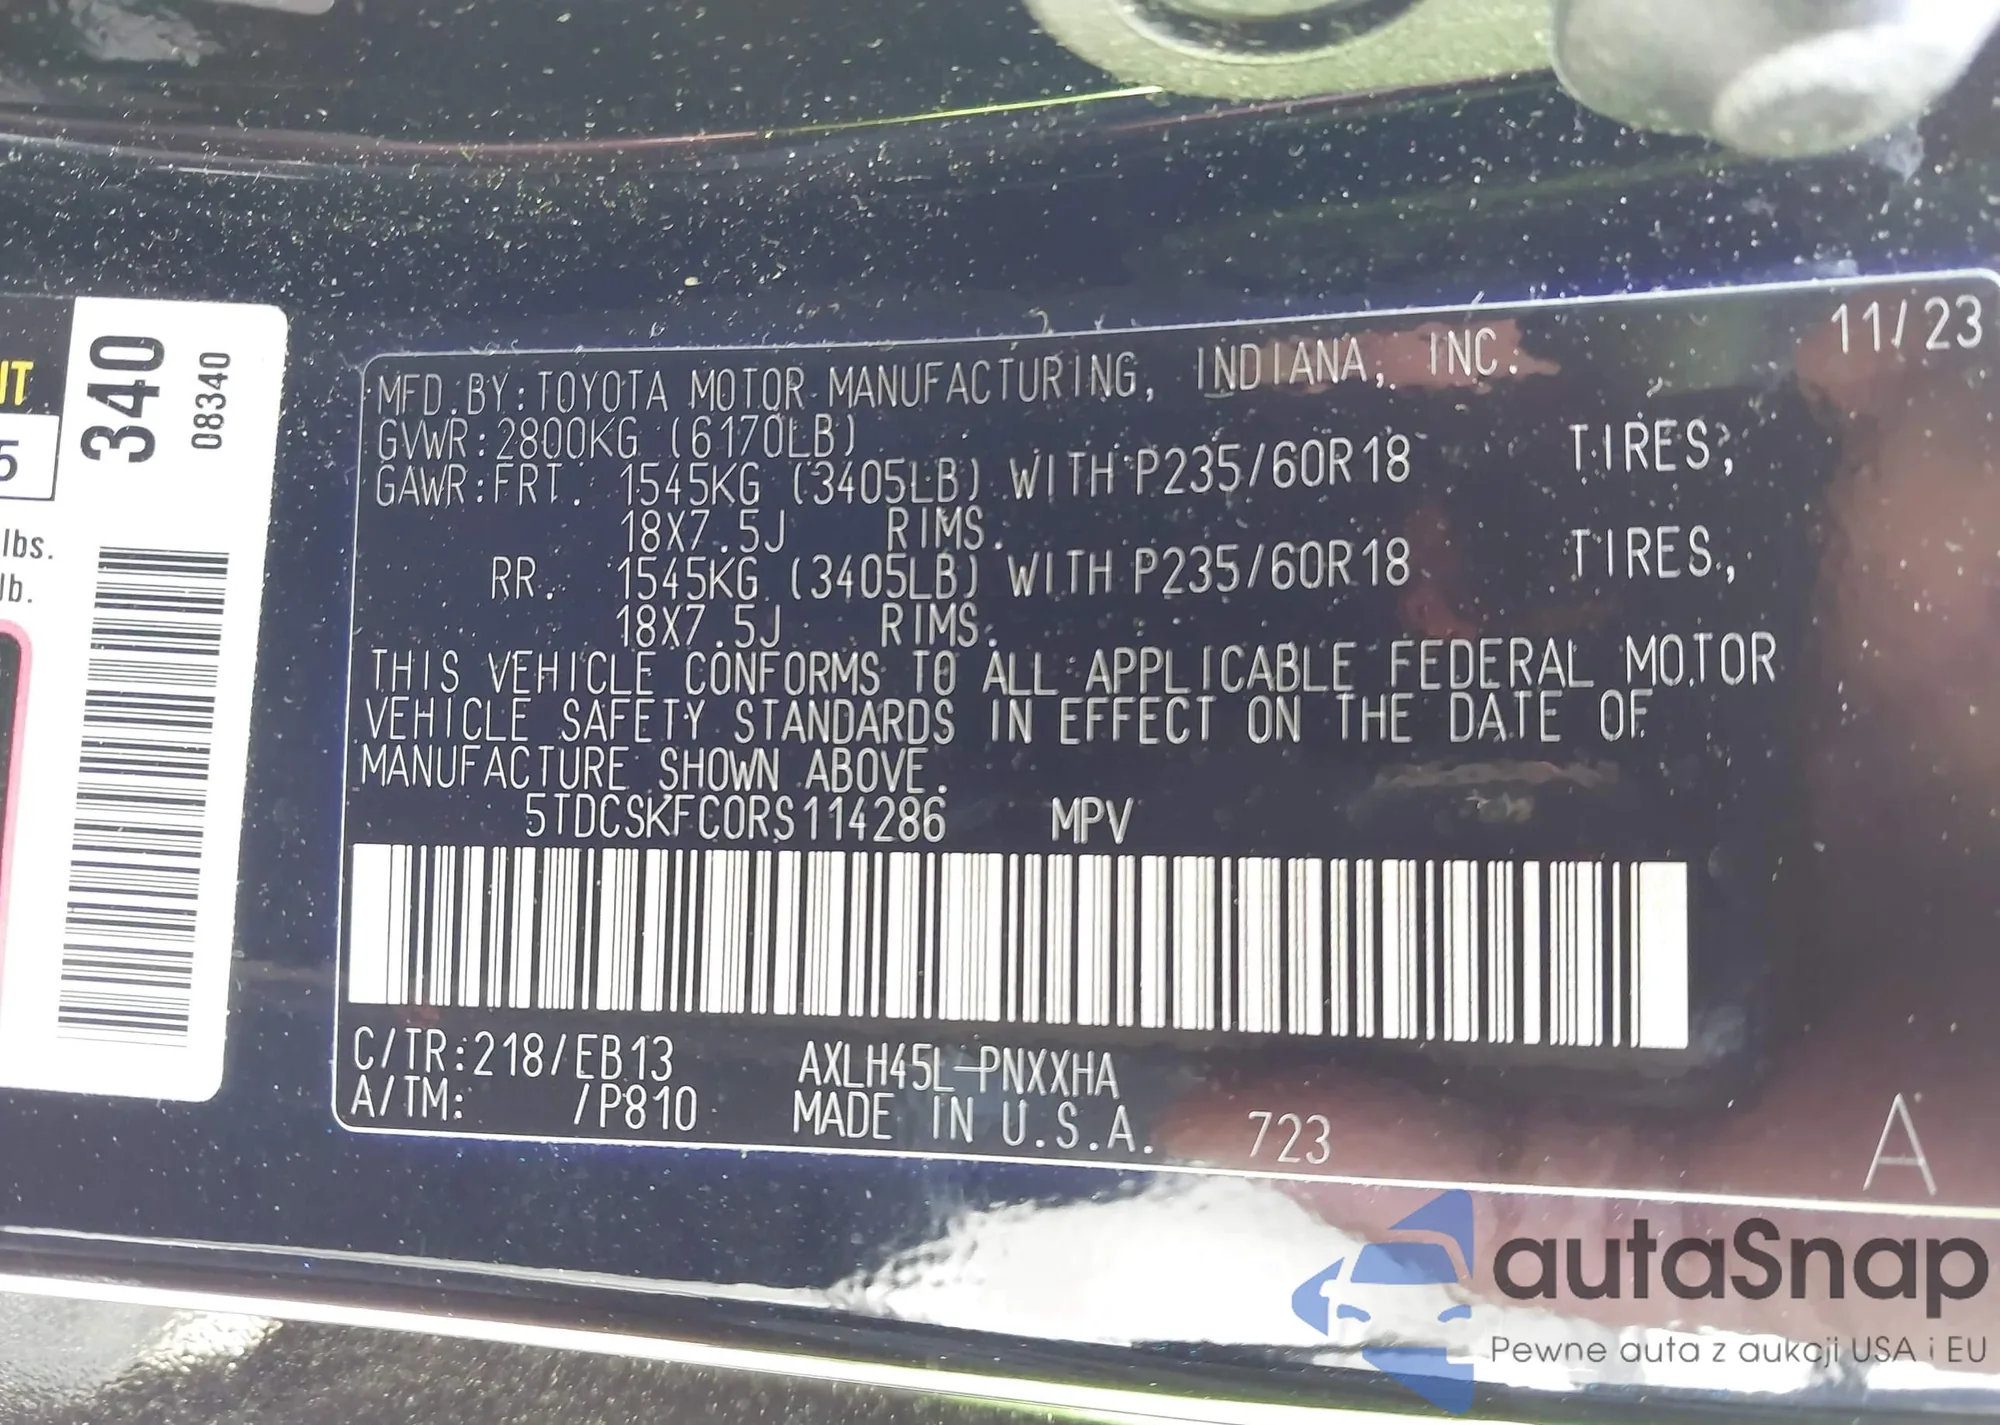 IT
5
lbs.
lb.
340
08340
11/23
MFD.BY:TOYOTA MOTOR MANUFACTURING, INDIANA, INC.
GVWR:2800KG (6170LB)
GAWR:FRT. 1545KG (3405LB) WITH P235/60R18 TIRES,
18X7.5J RIMS.
RR. 1545KG (3405LB) WITH P235/60R18 TIRES,
18X7.5J RIMS.
THIS VEHICLE CONFORMS TO ALL APPLICABLE FEDERAL MOTOR
VEHICLE SAFETY STANDARDS IN EFFECT ON THE DATE OF
MANUFACTURE SHOWN ABOVE.
5TDCSKFC0RS114286 MPV
C/TR:218/EB13 AXLH45L-PNXXHA
A/TM: /P810 MADE IN U.S.A. 723
A
autaSnap
Pewne auta z aukcji USA i EU